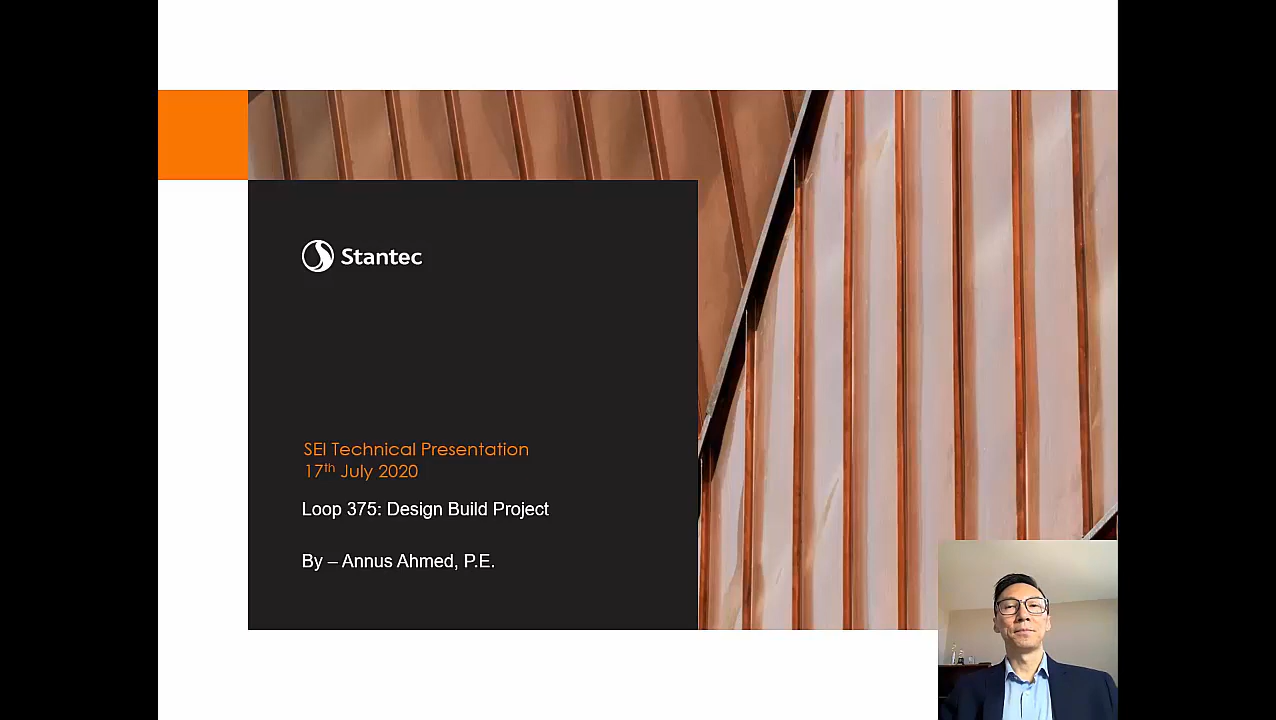 Stantec
SEI Technical Presentation
17th July 2020
Loop 375: Design Build Project
By – Annus Ahmed, P.E.